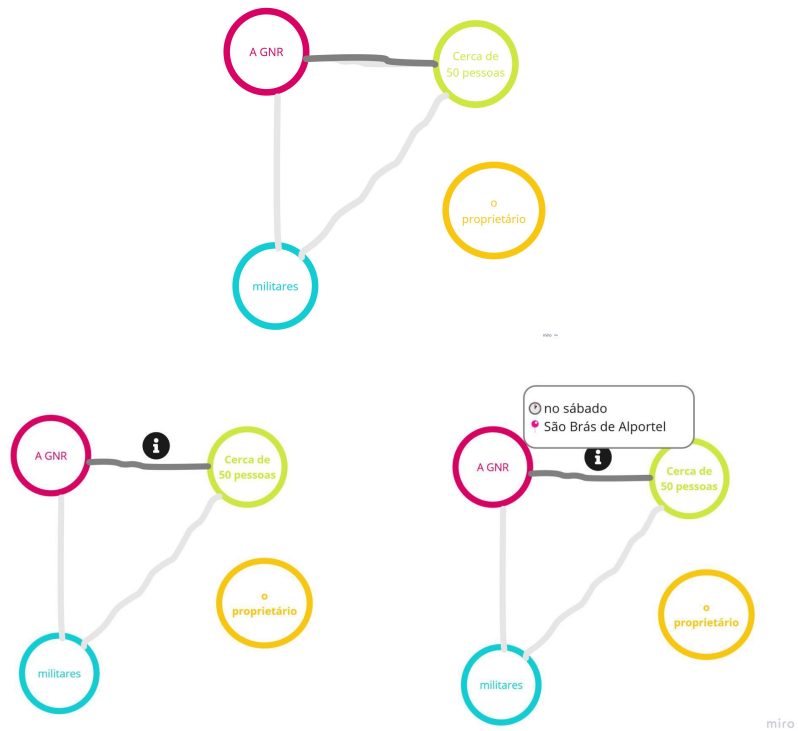 A GNR
Cerca de
50 pessoas
o
proprietário
militares
A GNR
Cerca de
50 pessoas
o
proprietário
militares
no sábado
São Brás de Alportel
A GNR
Cerca de
50 pessoas
o
proprietário
militares
miro